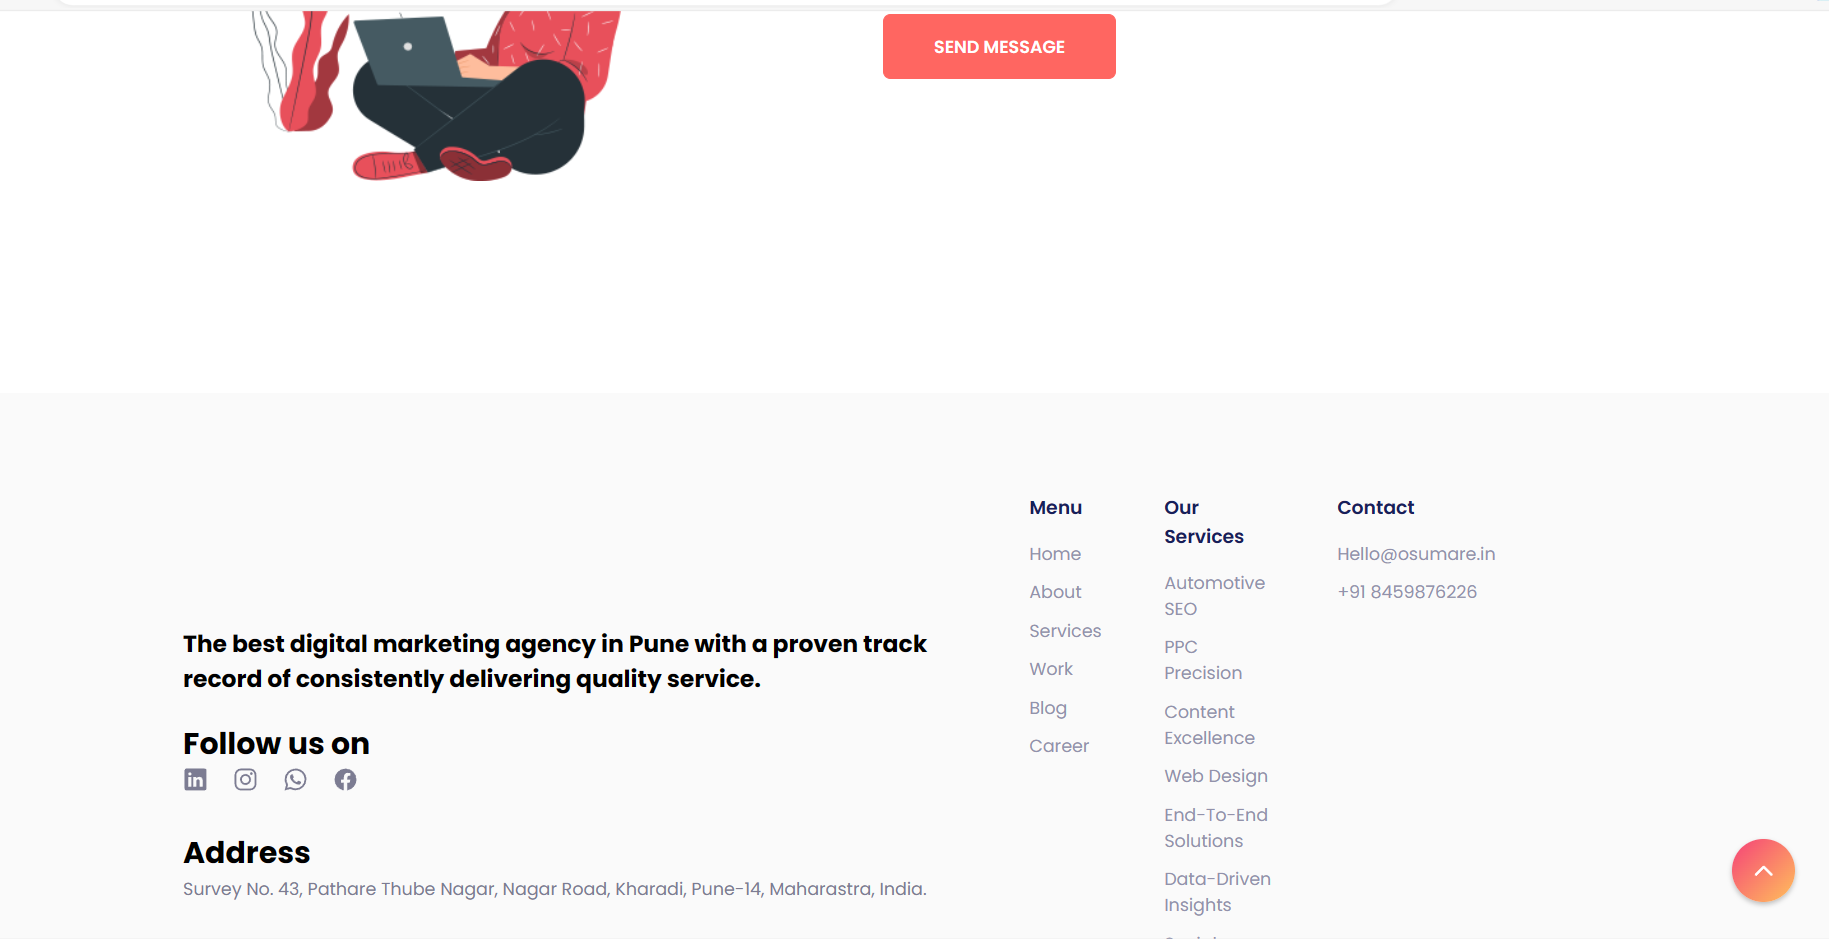 SEND MESSAGE
The best digital marketing agency in Pune with a proven track
record of consistently delivering quality service.
Follow us on
Address
Survey No. 43, Pathare Thube Nagar, Nagar Road, Kharadi, Pune-14, Maharastra, India.
Menu
Home
About
Services
Work
Blog
Career
Our
Services
Automotive
SEO
PPC
Precision
Content
Excellence
Web Design
End-To-End
Solutions
Data-Driven
Insights
Contact
Hello@osumare.in
+91 8459876226